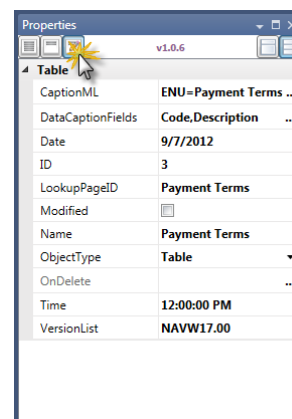 Properties
v1.0.6
Table
CaptionML ENU=Payment Terms ...
DataCaptionFields Code,Description ...
Date 9/7/2012
ID 3
LookupPageID Payment Terms
Modified
Name Payment Terms
ObjectType Table
OnDelete ...
Time 12:00:00 PM
VersionList NAVW17.00